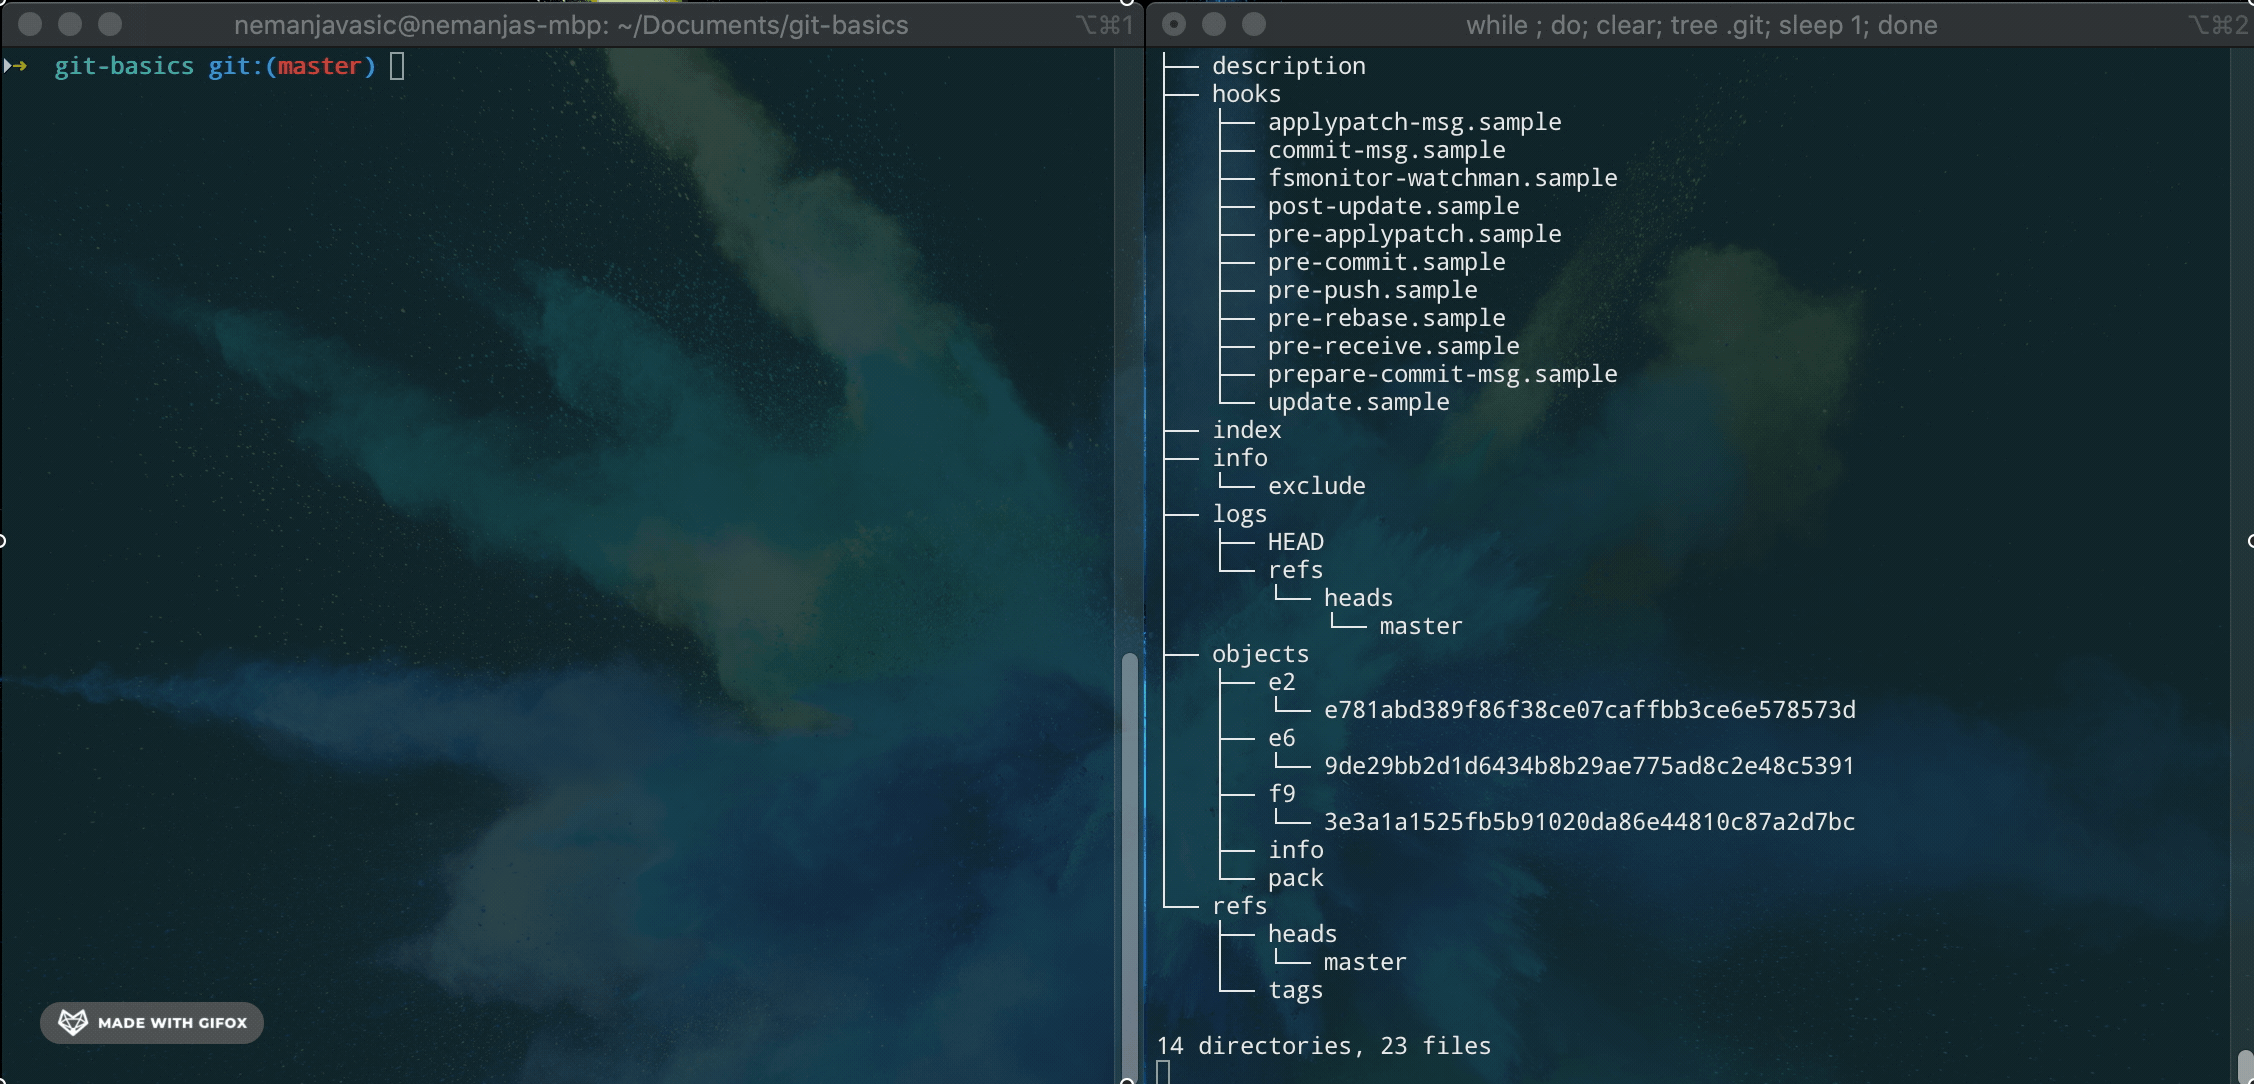 nemanjavasic@nemanjas-mbp: ~/Documents/git-basics ⌥⌘1
➜ git-basics git:(master)
MADE WITH GIFOX
while ; do; clear; tree .git; sleep 1; done ⌥⌘2
├── description
├── hooks
│   ├── applypatch-msg.sample
│   ├── commit-msg.sample
│   ├── fsmonitor-watchman.sample
│   ├── post-update.sample
│   ├── pre-applypatch.sample
│   ├── pre-commit.sample
│   ├── pre-push.sample
│   ├── pre-rebase.sample
│   ├── pre-receive.sample
│   ├── prepare-commit-msg.sample
│   └── update.sample
├── index
├── info
│   └── exclude
├── logs
│   ├── HEAD
│   └── refs
│       └── heads
│           └── master
├── objects
│   ├── e2
│   │   └── e781abd389f86f38ce07caffbb3ce6e578573d
│   ├── e6
│   │   └── 9de29bb2d1d6434b8b29ae775ad8c2e48c5391
│   ├── f9
│   │   └── 3e3a1a1525fb5b91020da86e44810c87a2d7bc
│   ├── info
│   └── pack
└── refs
    ├── heads
    │   └── master
    └── tags
14 directories, 23 files